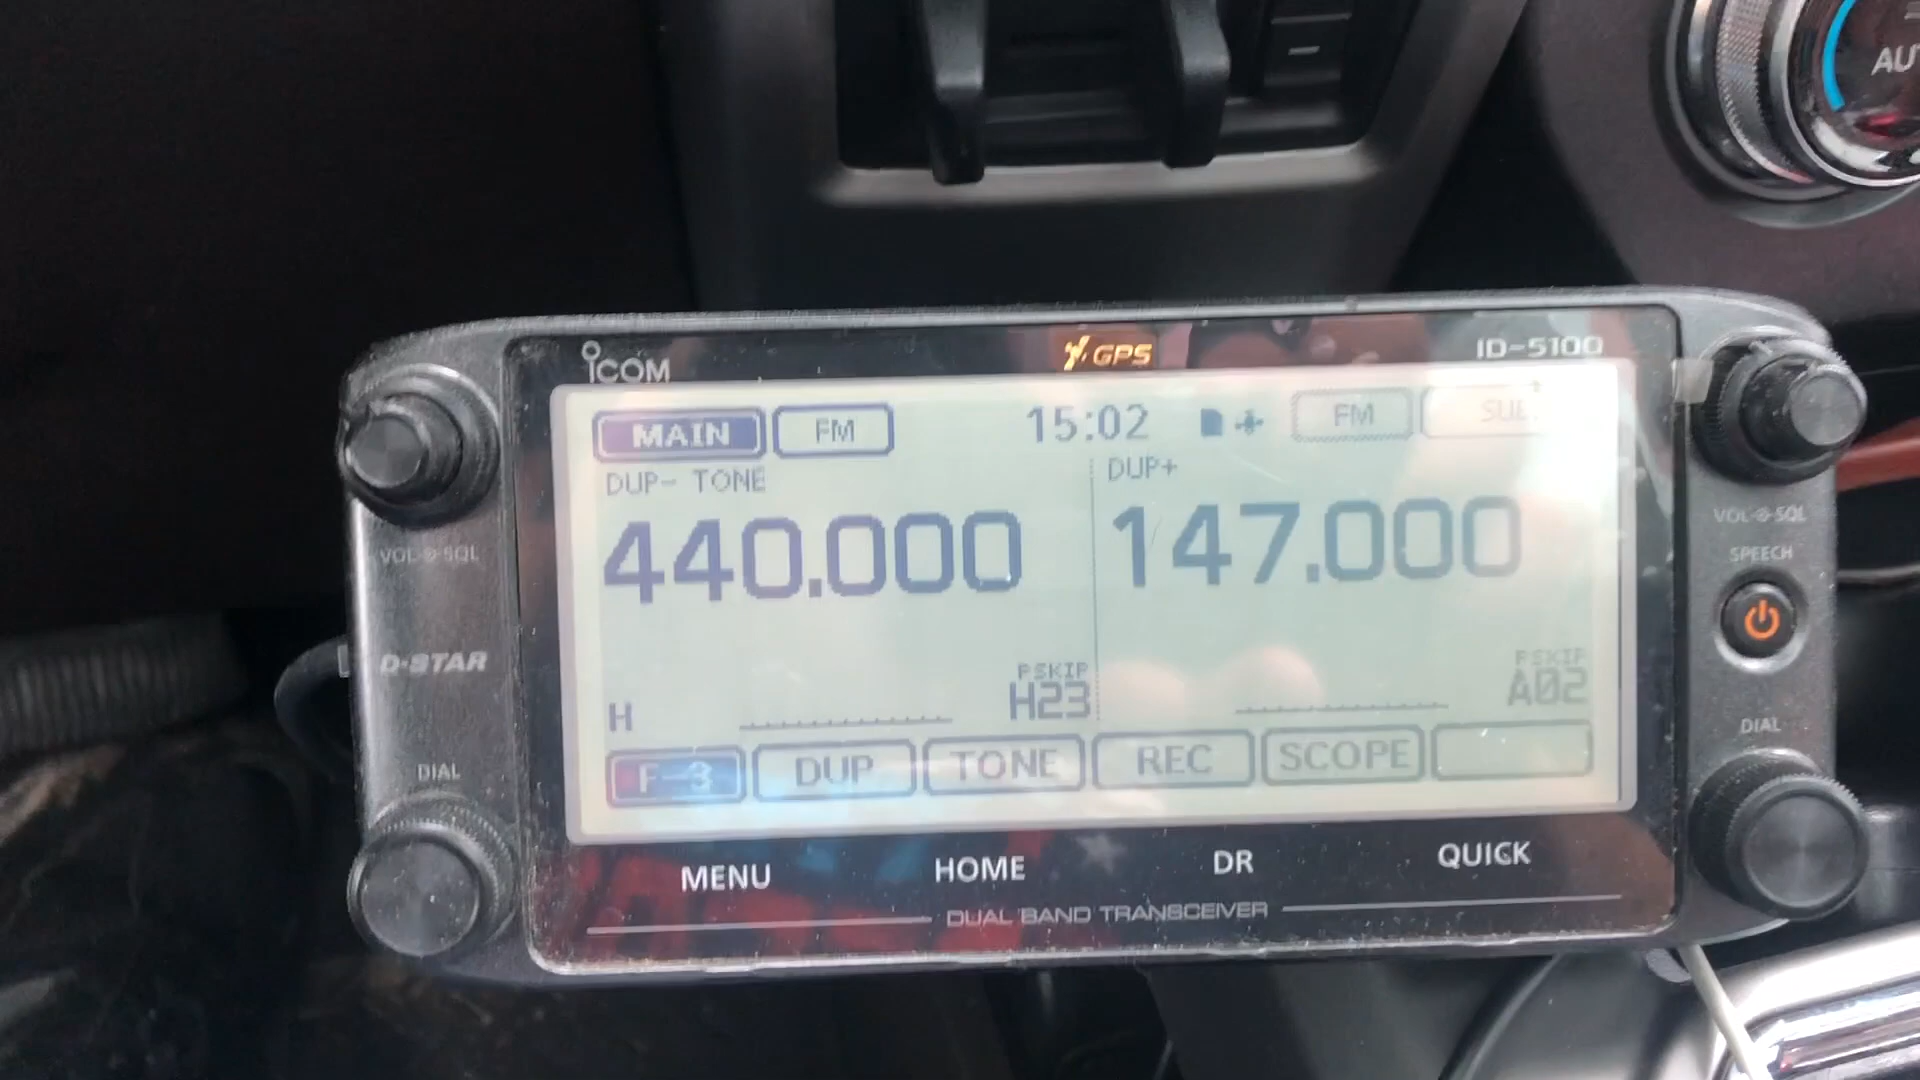 AU
ICOM GPS ID-5100
MAIN FM 15:02 FM SUB
DUP- TONE DUP+
440.000 147.000
VOL SQL VOL SQL
SPEECH
D-STAR
PSKIP PSKIP
H H23 A02
DIAL DIAL
F-3 DUP TONE REC SCOPE
MENU HOME DR QUICK
DUAL BAND TRANSCEIVER